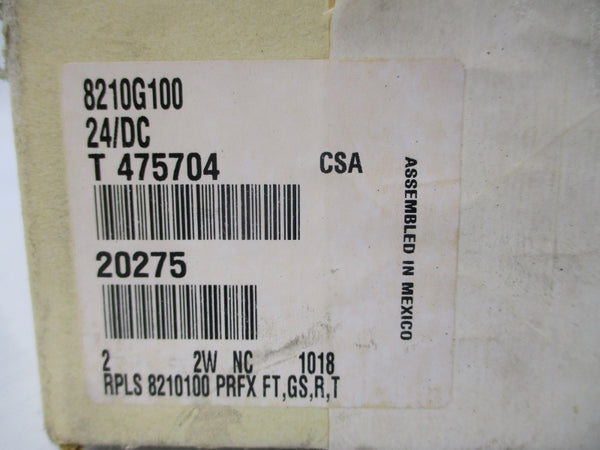 8210G100
24/DC
T 475704 CSA
20275
2 2W NC 1018
RPLS 8210100 PRFX FT,GS,R,T
ASSEMBLED IN MEXICO